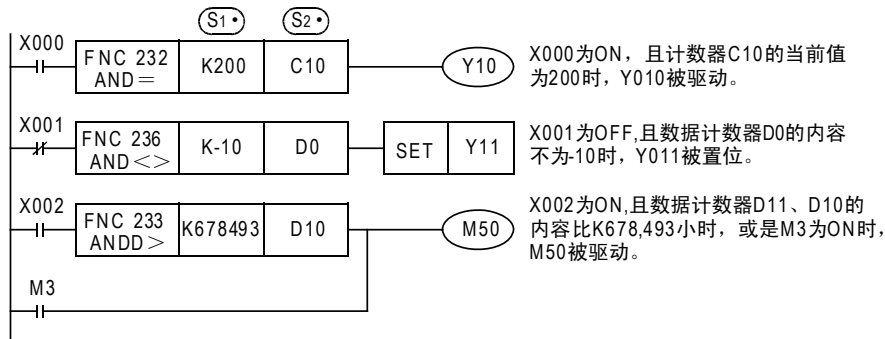 S1• S2•
X000
FNC 232 K200 C10 Y10
AND＝
X000为ON，且计数器C10的当前值
为200时，Y010被驱动。
X001
FNC 236 K-10 D0 SET Y11
AND＜＞
X001为OFF,且数据计数器D0的内容
不为-10时，Y011被置位。
X002
FNC 233 K678493 D10 M50
ANDD＞
X002为ON,且数据计数器D11、D10的
内容比K678,493小时，或是M3为ON时，
M50被驱动。
M3